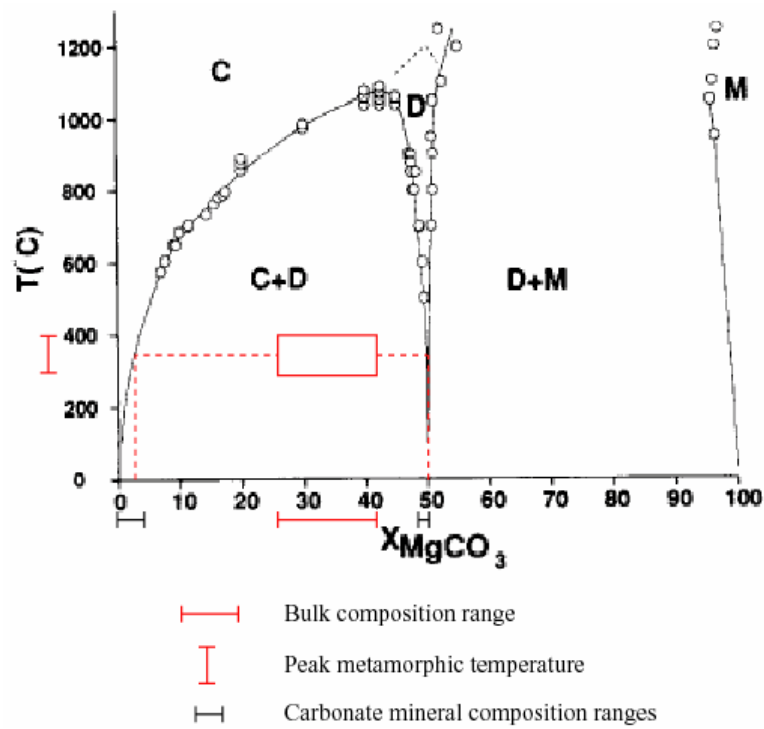 1200
1000
800
600
400
200
0
T(°C)
C
D
M
C+D
D+M
0 10 20 30 40 50 60 70 80 90 100
XMgCO3
Bulk composition range
Peak metamorphic temperature
Carbonate mineral composition ranges